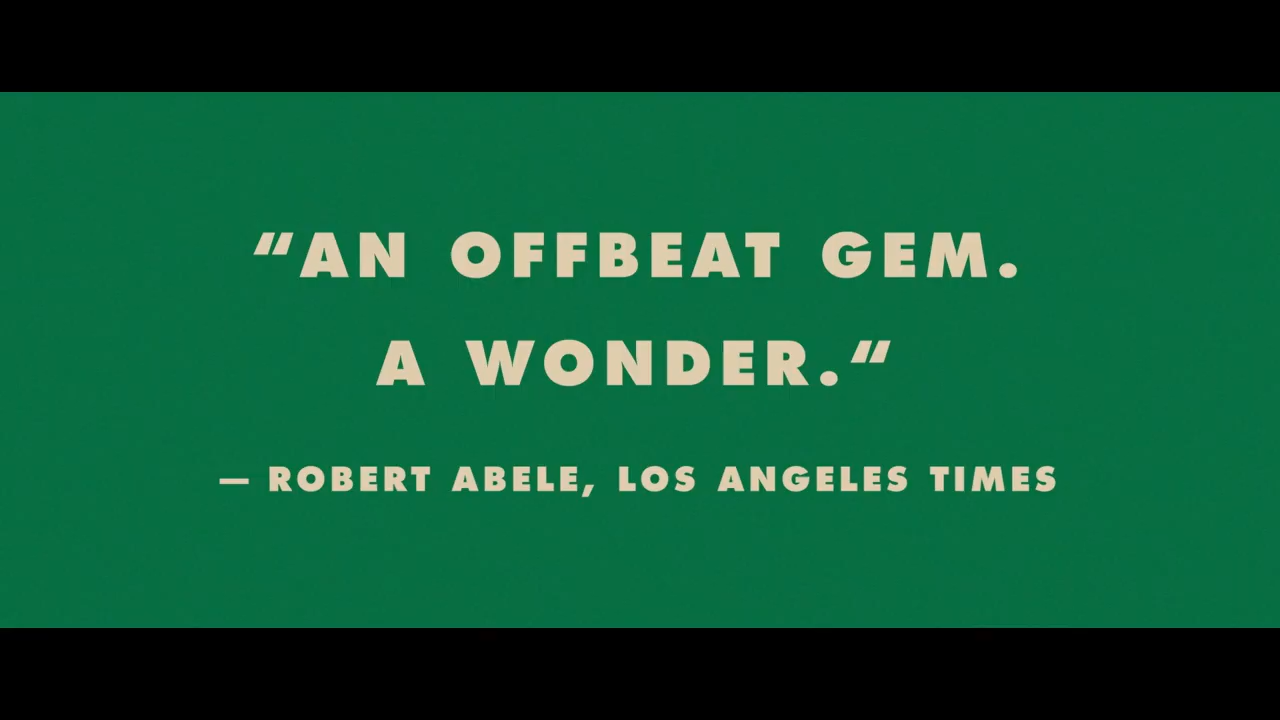 “AN OFFBEAT GEM.
A WONDER.“
— ROBERT ABELE, LOS ANGELES TIMES